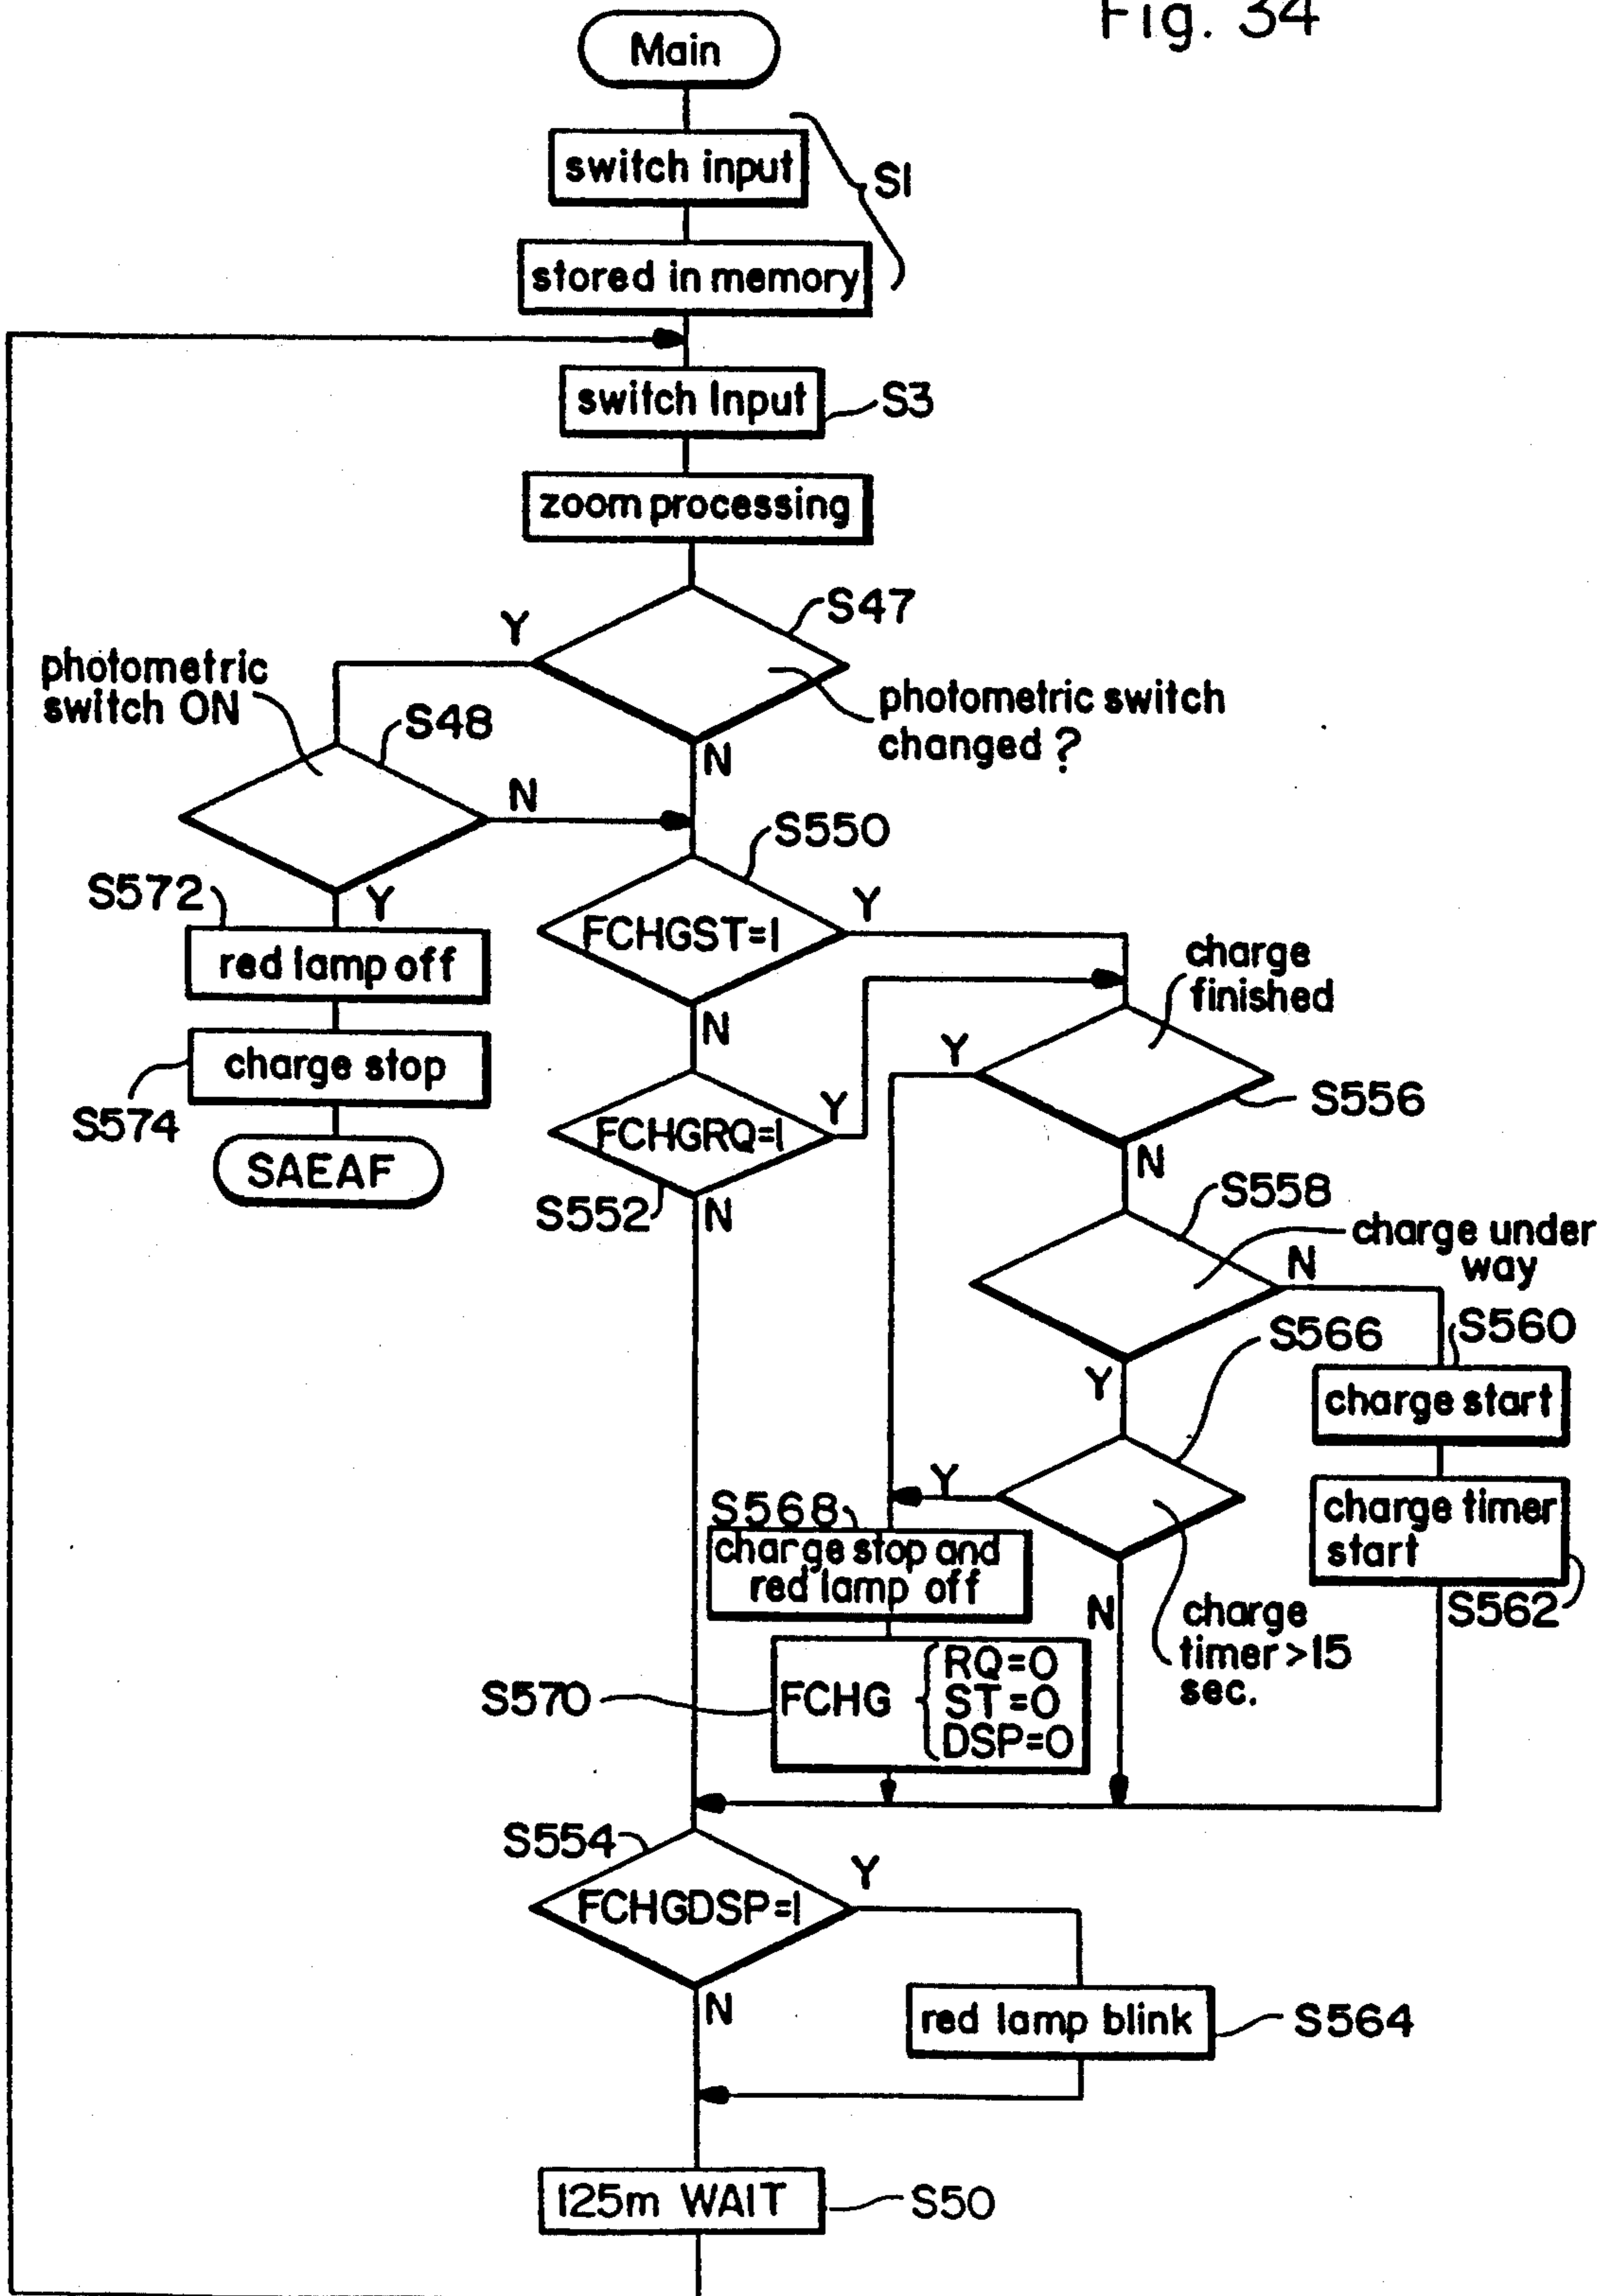 Fig. 34
Main
switch input
S1
stored in memory
switch Input
S3
zoom processing
S47
Y
photometric
switch ON
photometric switch
changed ?
S48
N
N
S550
S572
Y
FCHGST=1
Y
red lamp off
charge
finished
N
charge stop
Y
S574
FCHGRQ=1
Y
S556
SAEAF
N
S552
N
S558
charge under
way
N
S566
S560
Y
charge start
Y
S568
charge timer
start
charge stop and
red lamp off
N
charge
timer >15
sec.
S562
S570
FCHG
RQ=0
ST=0
DSP=0
S554
Y
FCHGDSP=1
N
red lamp blink
S564
125m WAIT
S50